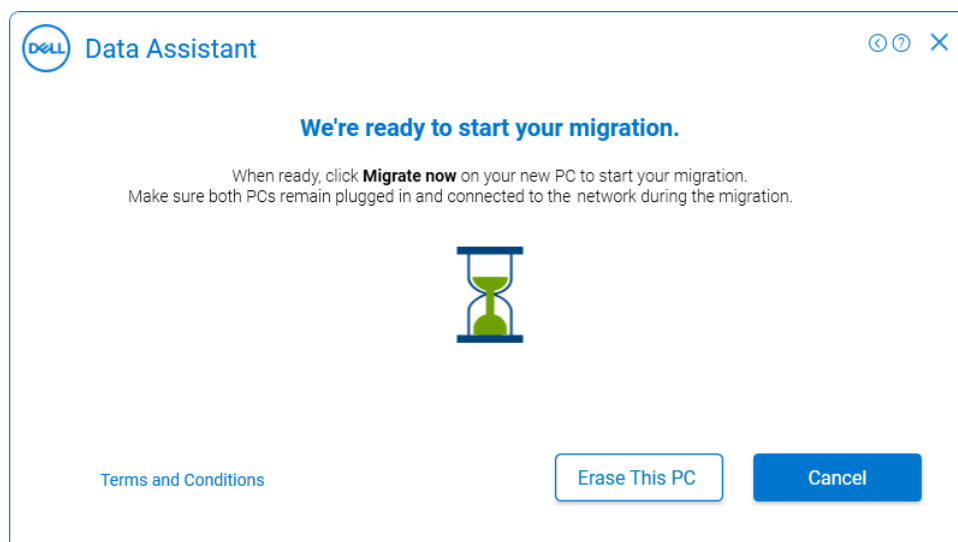 DELL Data Assistant
We're ready to start your migration.
When ready, click Migrate now on your new PC to start your migration.
Make sure both PCs remain plugged in and connected to the network during the migration.
Terms and Conditions
Erase This PC
Cancel